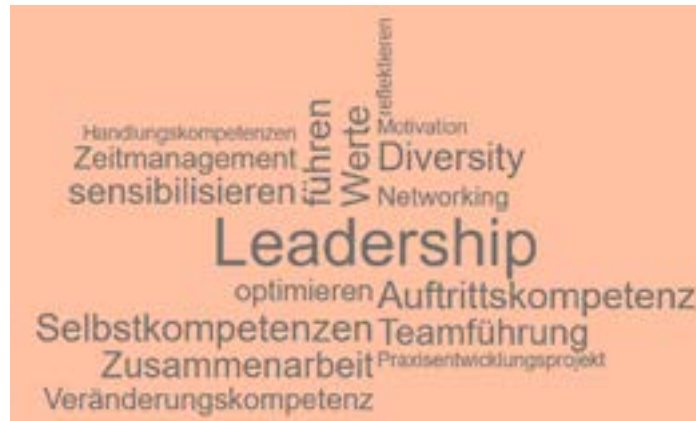 reflektieren
Handlungskompetenzen
führen
Werte
Motivation
Zeitmanagement
Diversity
sensibilisieren
Networking
Leadership
optimieren
Auftrittskompetenz
Selbstkompetenzen
Teamführung
Zusammenarbeit
Praxisentwicklungsprojekt
Veränderungskompetenz